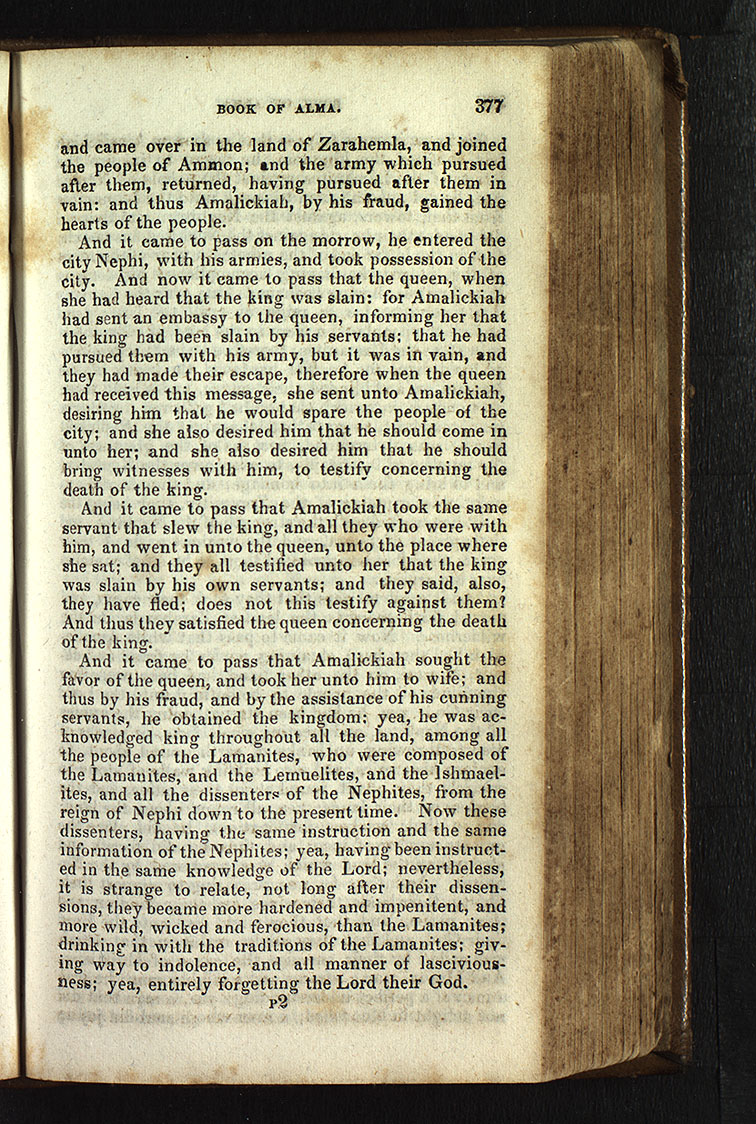 BOOK OF ALMA. 377
and came over in the land of Zarahemla, and joined
the people of Ammon; and the army which pursued
after them, returned, having pursued after them in
vain: and thus Amalickiah, by his fraud, gained the
hearts of the people.
And it came to pass on the morrow, he entered the
city Nephi, with his armies, and took possession of the
city. And now it came to pass that the queen, when
she had heard that the king was slain: for Amalickiah
had sent an embassy to the queen, informing her that
the king had been slain by his servants; that he had
pursued them with his army, but it was in vain, and
they had made their escape, therefore when the queen
had received this message, she sent unto Amalickiah,
desiring him that he would spare the people of the
city; and she also desired him that he should come in
unto her; and she also desired him that he should
bring witnesses with him, to testify concerning the
death of the king.
And it came to pass that Amalickiah took the same
servant that slew the king, and all they who were with
him, and went in unto the queen, unto the place where
she sat; and they all testified unto her that the king
was slain by his own servants; and they said, also,
they have fled; does not this testify against them?
And thus they satisfied the queen concerning the death
of the king.
And it came to pass that Amalickiah sought the
favor of the queen, and took her unto him to wife; and
thus by his fraud, and by the assistance of his cunning
servants, he obtained the kingdom; yea, he was ac-
knowledged king throughout all the land, among all
the people of the Lamanites, who were composed of
the Lamanites, and the Lemuelites, and the Ishmael-
ites, and all the dissenters of the Nephites, from the
reign of Nephi down to the present time. Now these
dissenters, having the same instruction and the same
information of the Nephites; yea, having been instruct-
ed in the same knowledge of the Lord; nevertheless,
it is strange to relate, not long after their dissen-
sions, they became more hardened and impenitent, and
more wild, wicked and ferocious, than the Lamanites;
drinking in with the traditions of the Lamanites; giv-
ing way to indolence, and all manner of lascivious-
ness; yea, entirely forgetting the Lord their God.
P2